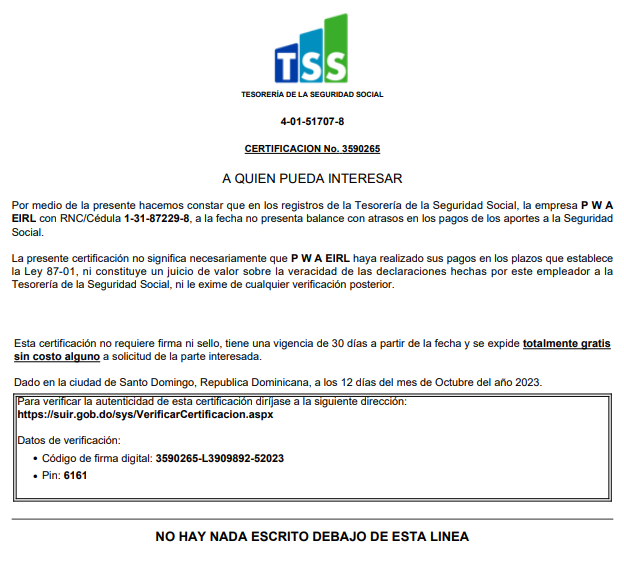 TSS
TESORERÍA DE LA SEGURIDAD SOCIAL
4-01-51707-8
CERTIFICACION No. 3590265
A QUIEN PUEDA INTERESAR
Por medio de la presente hacemos constar que en los registros de la Tesorería de la Seguridad Social, la empresa P W A
EIRL con RNC/Cédula 1-31-87229-8, a la fecha no presenta balance con atrasos en los pagos de los aportes a la Seguridad
Social.
La presente certificación no significa necesariamente que P W A EIRL haya realizado sus pagos en los plazos que establece
la Ley 87-01, ni constituye un juicio de valor sobre la veracidad de las declaraciones hechas por este empleador a la
Tesorería de la Seguridad Social, ni le exime de cualquier verificación posterior.
Esta certificación no requiere firma ni sello, tiene una vigencia de 30 días a partir de la fecha y se expide totalmente gratis
sin costo alguno a solicitud de la parte interesada.
Dado en la ciudad de Santo Domingo, Republica Dominicana, a los 12 días del mes de Octubre del año 2023.
Para verificar la autenticidad de esta certificación diríjase a la siguiente dirección:
https://suir.gob.do/sys/VerificarCertificacion.aspx
Datos de verificación:
• Código de firma digital: 3590265-L3909892-52023
• Pin: 6161
NO HAY NADA ESCRITO DEBAJO DE ESTA LINEA